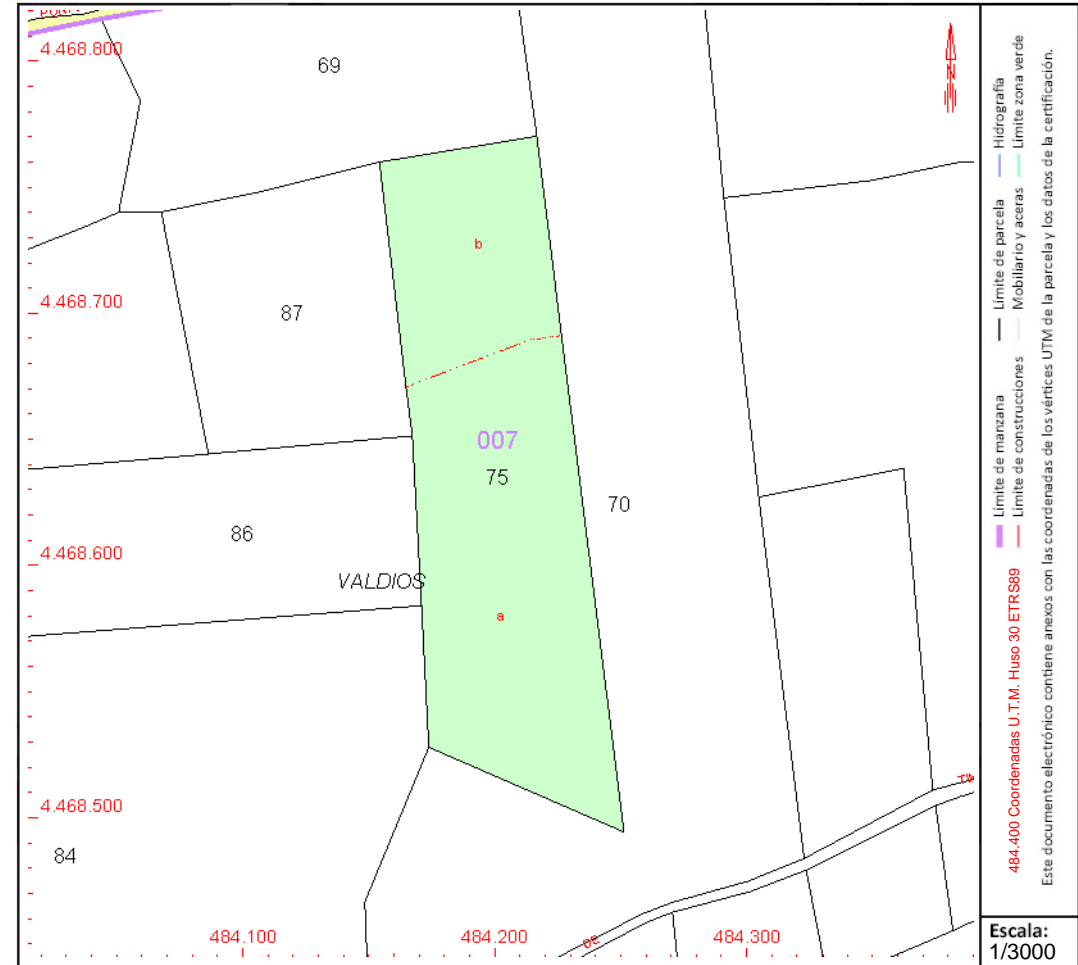 4.468.800
69
b
4.468.700
87
007
75
70
86
4.468.600
VALDIOS
a
4.468.500
84
484.100
484.200
484.300
DE
N
Hidrografía
Límite zona verde
Límite de parcela
Mobiliario y aceras
Límite de manzana
Límite de construcciones
484.400 Coordenadas U.T.M. Huso 30 ETRS89
Este documento electrónico contiene anexos con las coordenadas de los vértices UTM de la parcela y los datos de la certificación.
Escala:
1/3000